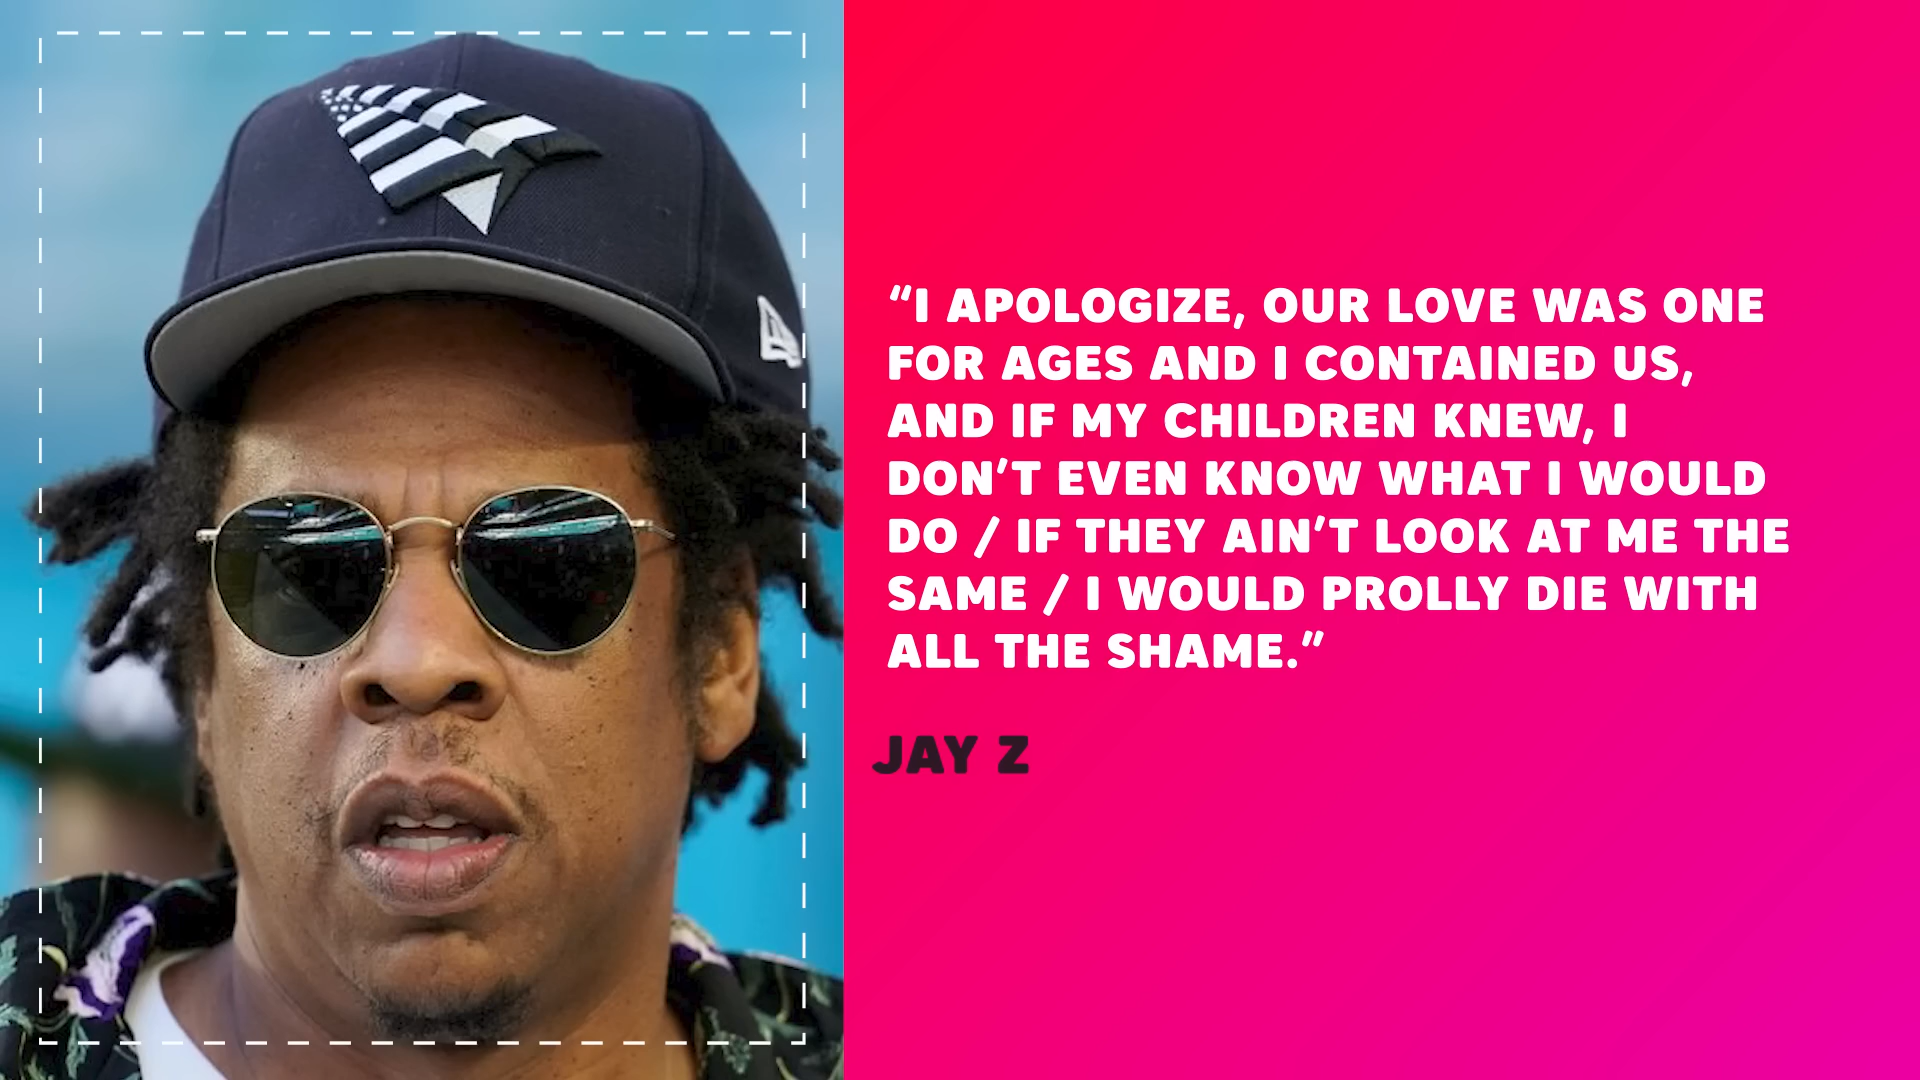 “I APOLOGIZE, OUR LOVE WAS ONE
FOR AGES AND I CONTAINED US,
AND IF MY CHILDREN KNEW, I
DON’T EVEN KNOW WHAT I WOULD
DO / IF THEY AIN’T LOOK AT ME THE
SAME / I WOULD PROLLY DIE WITH
ALL THE SHAME.”
JAY Z